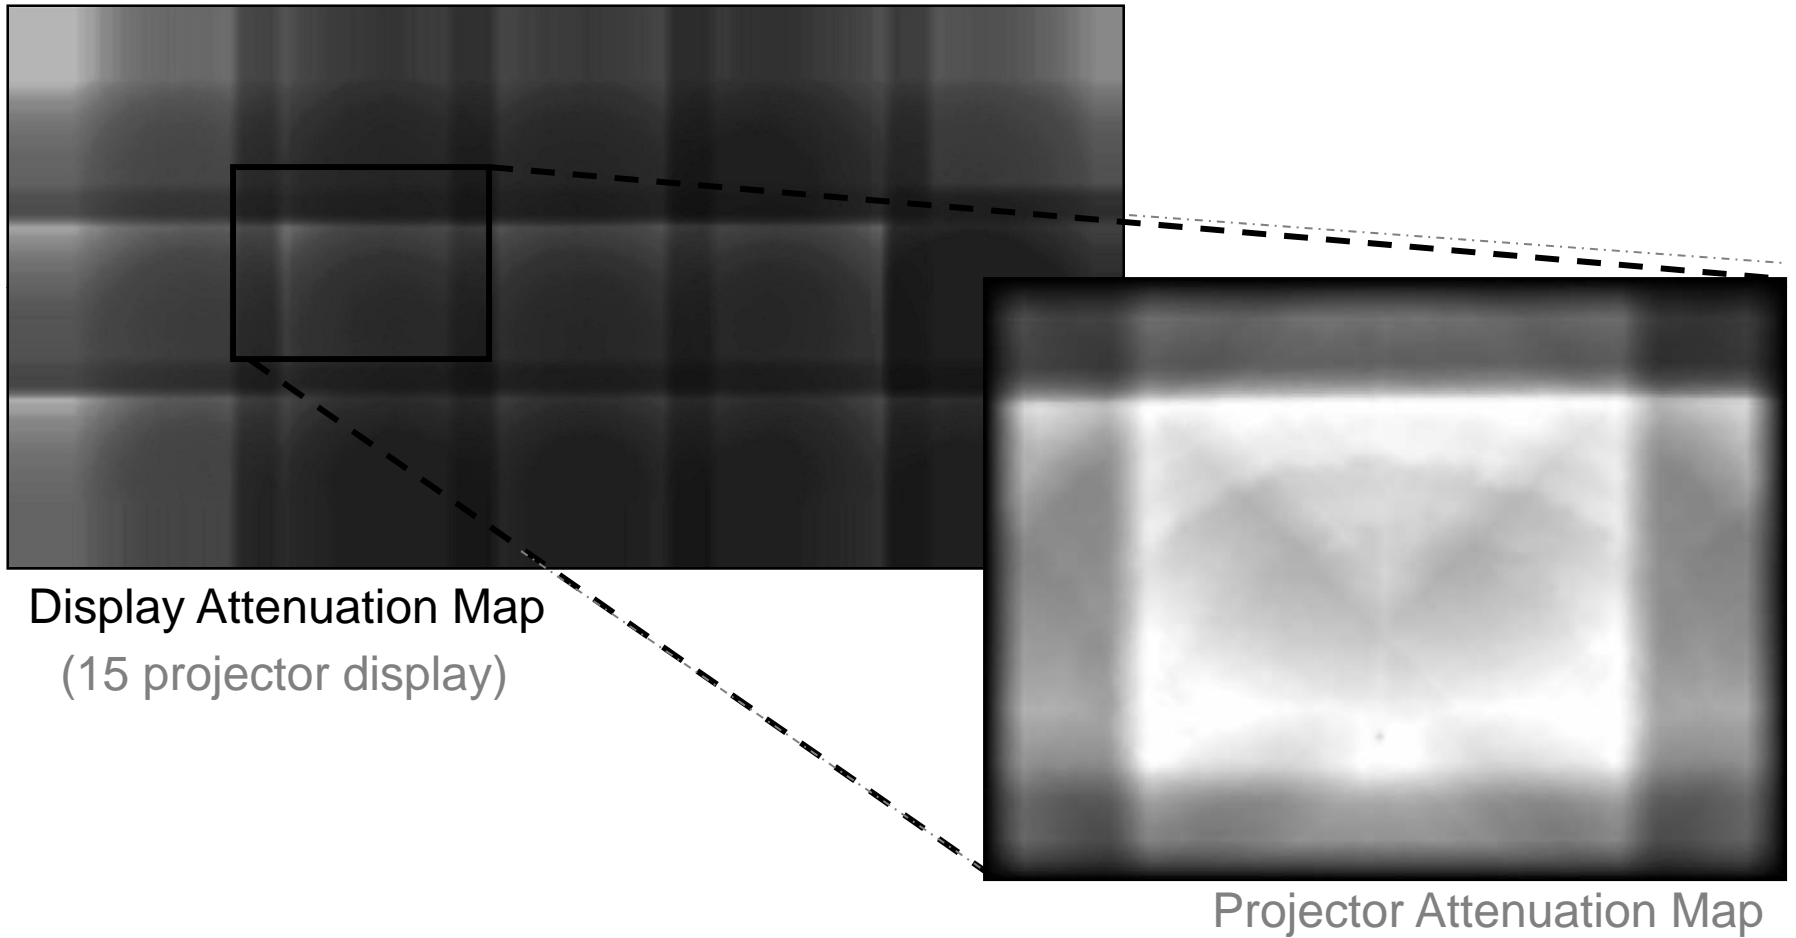 Display Attenuation Map
(15 projector display)
Projector Attenuation Map